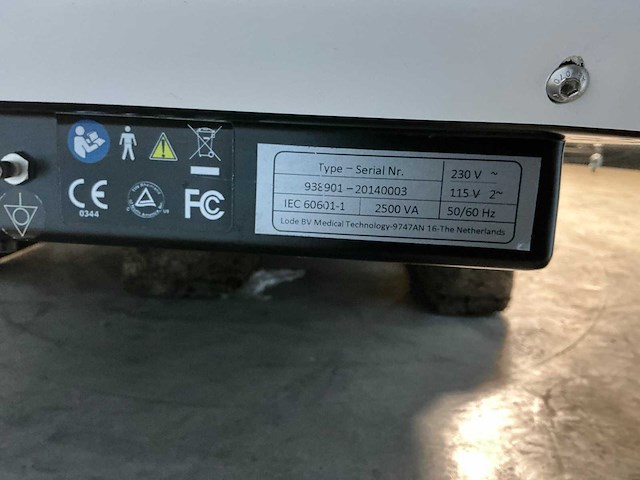 CE
0344
FC
Type – Serial Nr.
230 V ~
938901 – 20140003
115 V 2~
IEC 60601-1
2500 VA
50/60 Hz
Lode BV Medical Technology-9747AN 16-The Netherlands